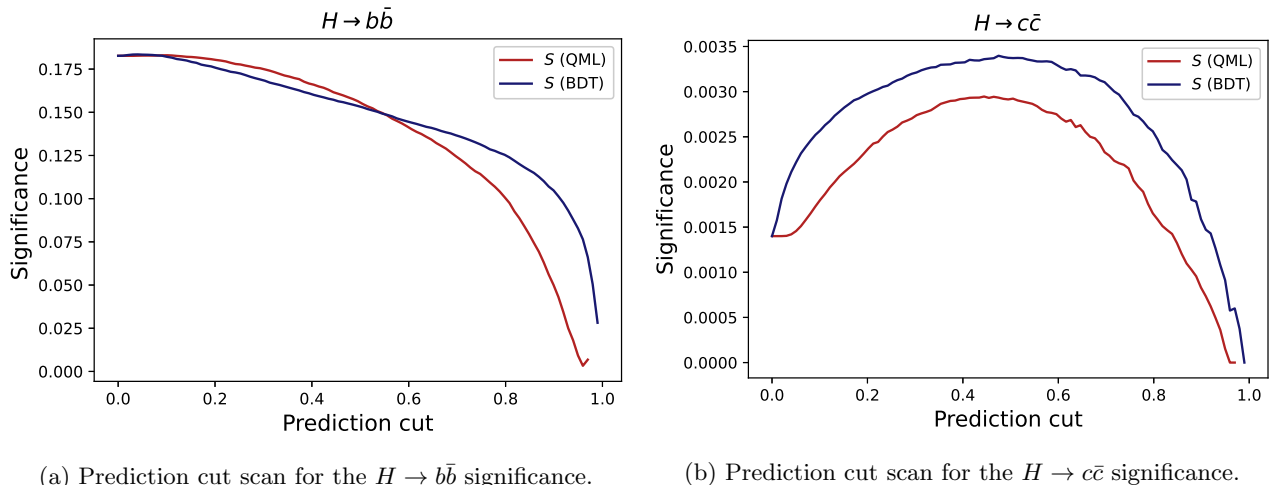 H → bb̄
S (QML)
S (BDT)
Significance
0.175
0.150
0.125
0.100
0.075
0.050
0.025
0.000
0.0 0.2 0.4 0.6 0.8 1.0
Prediction cut
(a) Prediction cut scan for the H → bb̄ significance.
H → cc̄
S (QML)
S (BDT)
Significance
0.0035
0.0030
0.0025
0.0020
0.0015
0.0010
0.0005
0.0000
0.0 0.2 0.4 0.6 0.8 1.0
Prediction cut
(b) Prediction cut scan for the H → cc̄ significance.